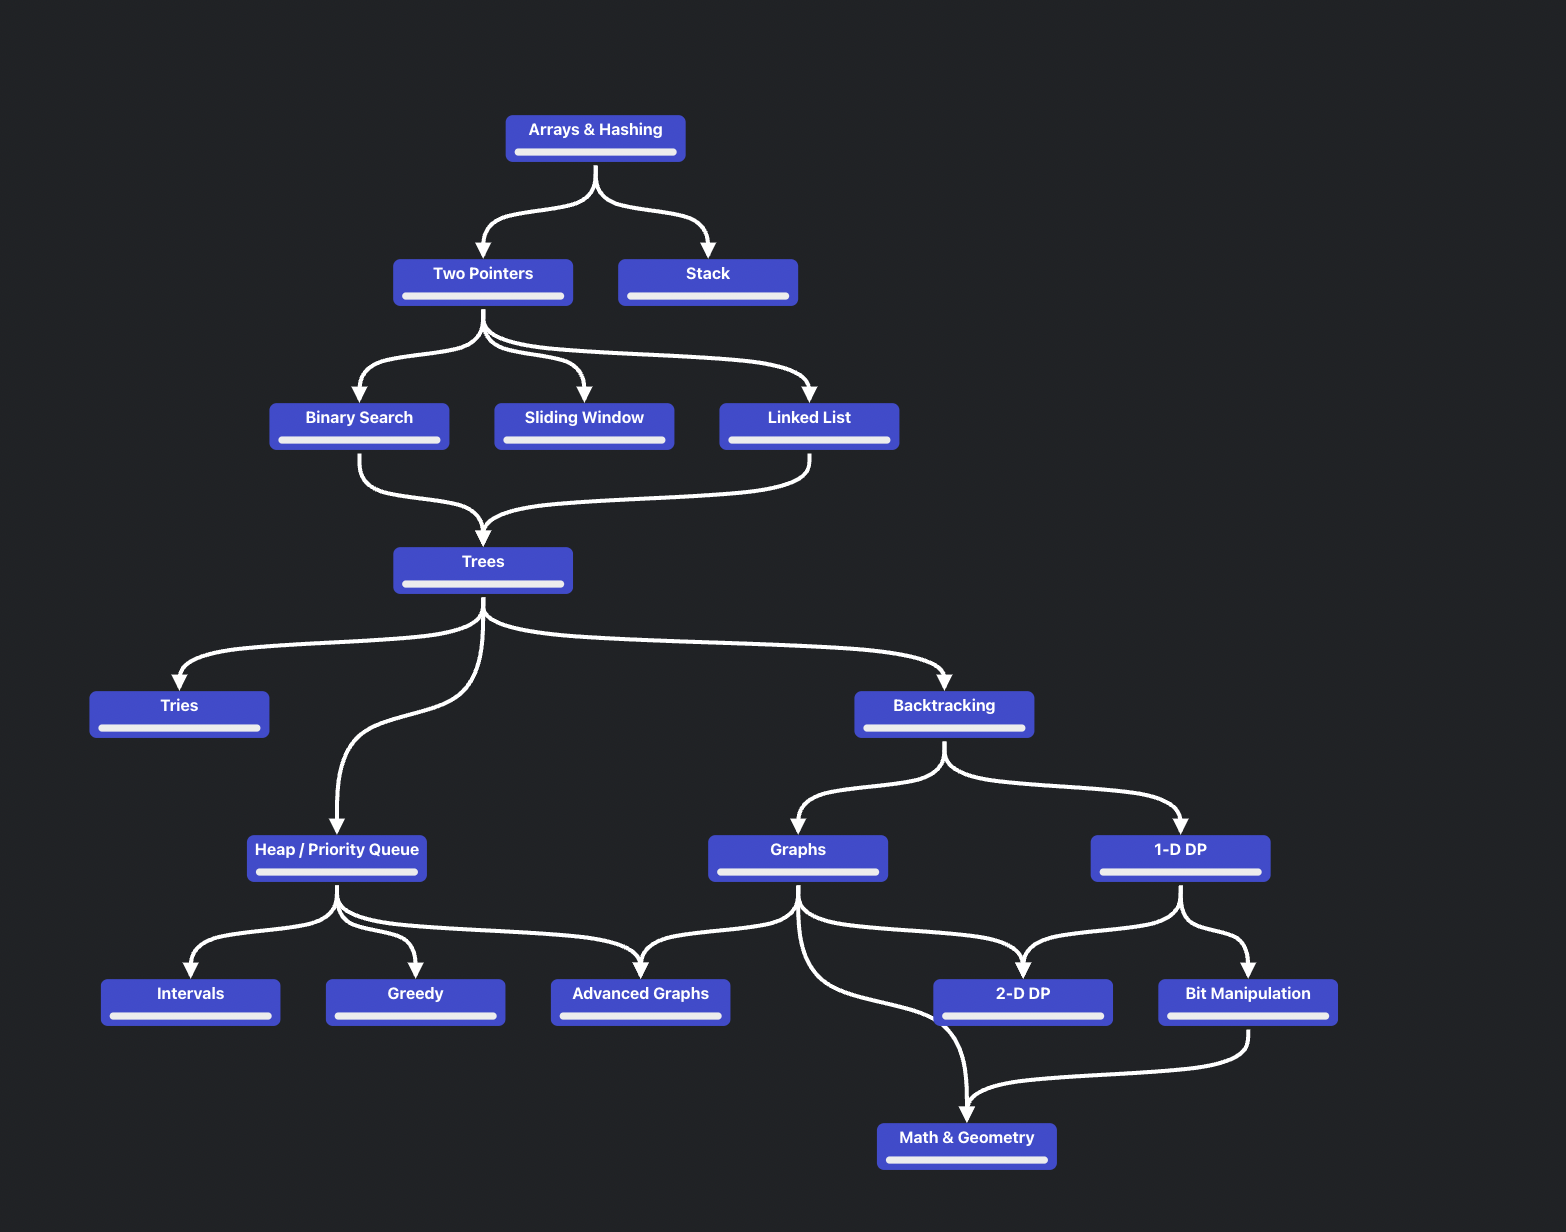 Arrays & Hashing
Two Pointers
Stack
Binary Search
Sliding Window
Linked List
Trees
Tries
Backtracking
Heap / Priority Queue
Graphs
1-D DP
Intervals
Greedy
Advanced Graphs
2-D DP
Bit Manipulation
Math & Geometry